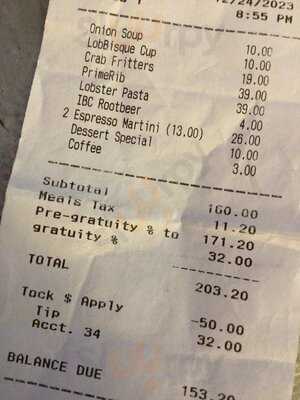 12/24/2023
8:55 PM
Onion Soup 10.00
LobBisque Cup 10.00
Crab Fritters 19.00
PrimeRib 39.00
Lobster Pasta 39.00
IBC Rootbeer 4.00
2 Espresso Martini (13.00) 26.00
Dessert Special 10.00
Coffee 3.00
Subtotal 160.00
Meals Tax 11.20
Pre-gratuity % to 171.20
gratuity % 32.00
TOTAL 203.20
Tock $ Apply -50.00
Tip 32.00
Acct. 34
BALANCE DUE 153.20